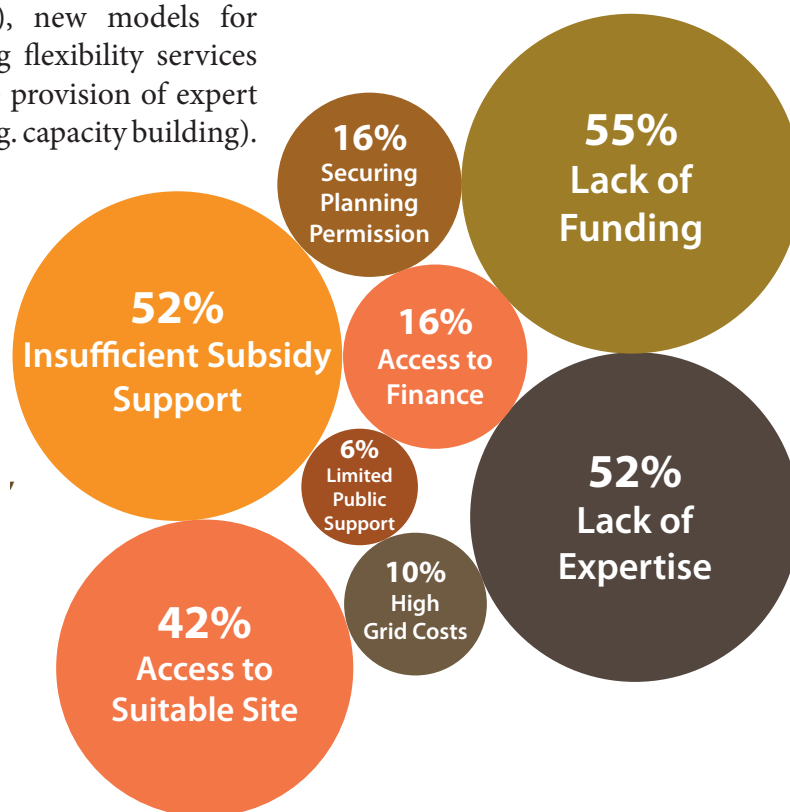 ), new models for
g flexibility services
provision of expert
g. capacity building).
16%
Securing
Planning
Permission
55%
Lack of
Funding
52%
Insufficient Subsidy
Support
16%
Access to
Finance
6%
Limited
Public
Support
52%
Lack of
Expertise
10%
High
Grid Costs
42%
Access to
Suitable Site